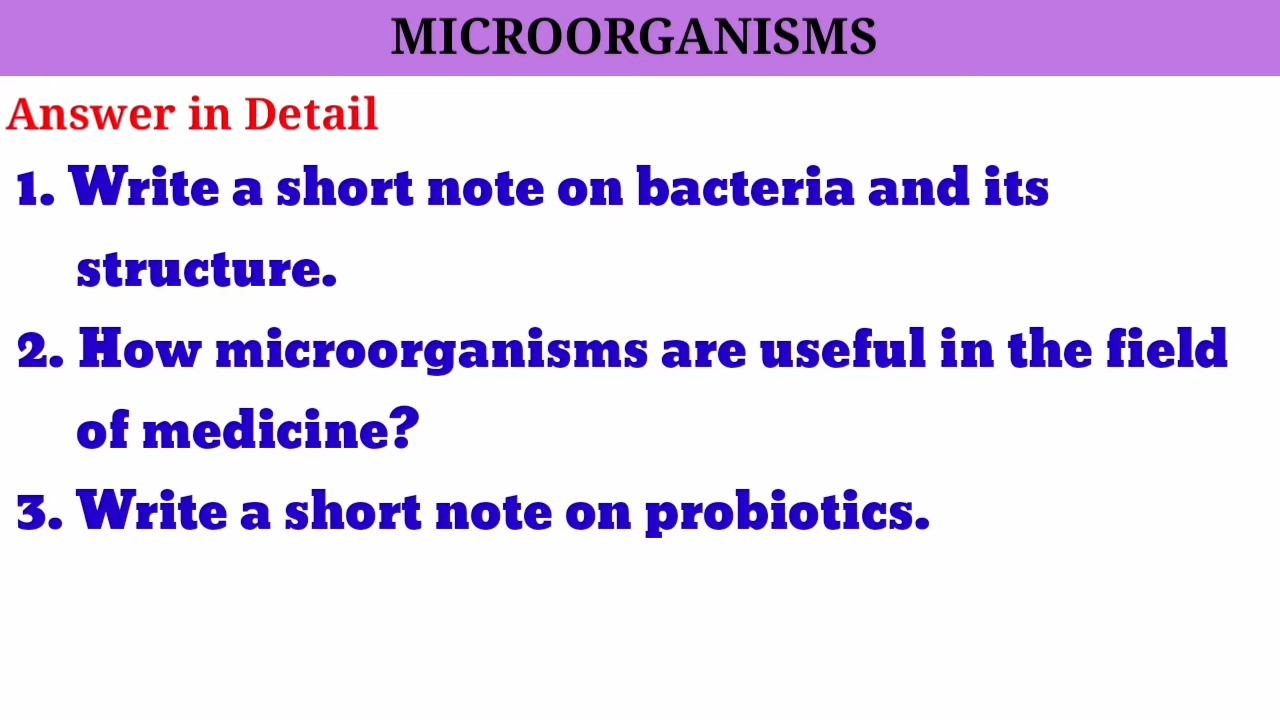 MICROORGANISMS
Answer in Detail
1. Write a short note on bacteria and its
structure.
2. How microorganisms are useful in the field
of medicine?
3. Write a short note on probiotics.